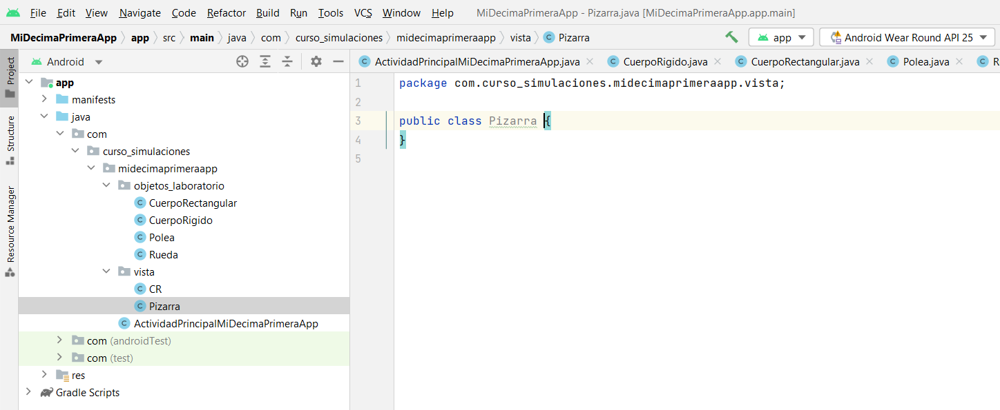 File Edit View Navigate Code Refactor Build Run Tools VCS Window Help MiDecimaPrimeraApp - Pizarra.java [MiDecimaPrimeraApp.app.main]
MiDecimaPrimeraApp app src main java com curso_simulaciones midecimaprimeraapp vista C Pizarra app Android Wear Round API 25
Project
Structure
Resource Manager
Android
C ActividadPrincipalMiDecimaPrimeraApp.java C CuerpoRigido.java C CuerpoRectangular.java C Polea.java C R
app
manifests
java
com
curso_simulaciones
midecimaprimeraapp
objetos_laboratorio
C CuerpoRectangular
C CuerpoRigido
C Polea
C Rueda
vista
C CR
C Pizarra
C ActividadPrincipalMiDecimaPrimeraApp
com (androidTest)
com (test)
res
Gradle Scripts
1 package com.curso_simulaciones.midecimaprimeraapp.vista;
2
3 public class Pizarra {
4 }
5